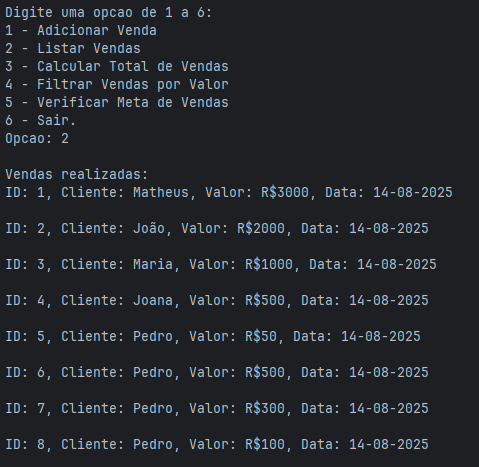 Digite uma opcao de 1 a 6:
1 - Adicionar Venda
2 - Listar Vendas
3 - Calcular Total de Vendas
4 - Filtrar Vendas por Valor
5 - Verificar Meta de Vendas
6 - Sair.
Opcao: 2
Vendas realizadas:
ID: 1, Cliente: Matheus, Valor: R$3000, Data: 14-08-2025
ID: 2, Cliente: João, Valor: R$2000, Data: 14-08-2025
ID: 3, Cliente: Maria, Valor: R$1000, Data: 14-08-2025
ID: 4, Cliente: Joana, Valor: R$500, Data: 14-08-2025
ID: 5, Cliente: Pedro, Valor: R$50, Data: 14-08-2025
ID: 6, Cliente: Pedro, Valor: R$500, Data: 14-08-2025
ID: 7, Cliente: Pedro, Valor: R$300, Data: 14-08-2025
ID: 8, Cliente: Pedro, Valor: R$100, Data: 14-08-2025